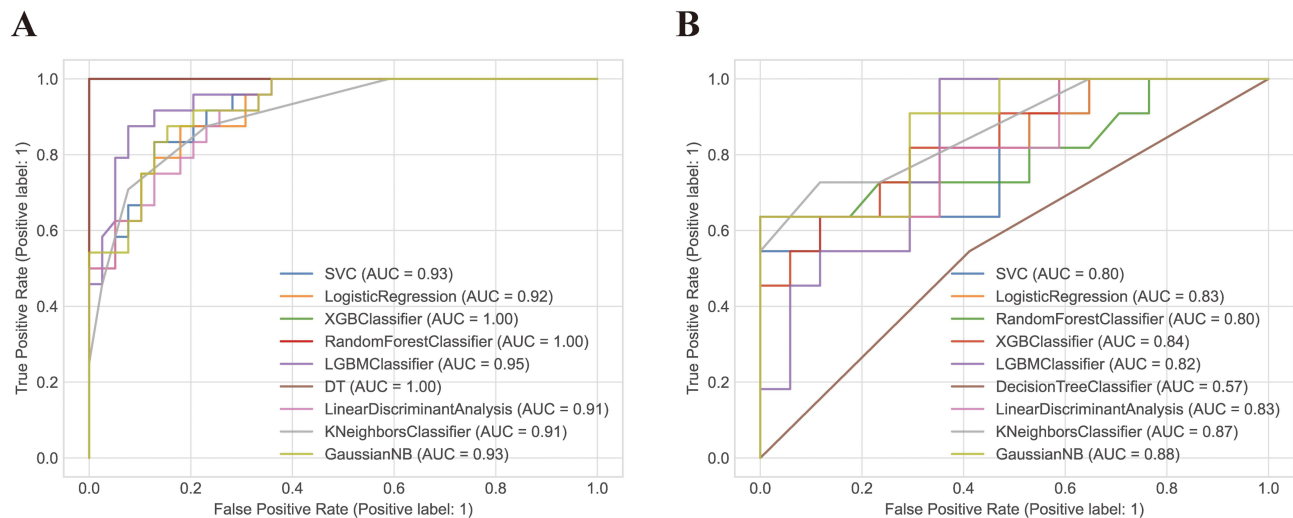 A
True Positive Rate (Positive label: 1)
1.0
0.8
0.6
0.4
0.2
0.0
SVC (AUC = 0.93)
LogisticRegression (AUC = 0.92)
XGBClassifier (AUC = 1.00)
RandomForestClassifier (AUC = 1.00)
LGBMClassifier (AUC = 0.95)
DT (AUC = 1.00)
LinearDiscriminantAnalysis (AUC = 0.91)
KNeighborsClassifier (AUC = 0.91)
GaussianNB (AUC = 0.93)
0.0 0.2 0.4 0.6 0.8 1.0
False Positive Rate (Positive label: 1)
B
True Positive Rate (Positive label: 1)
1.0
0.8
0.6
0.4
0.2
0.0
SVC (AUC = 0.80)
LogisticRegression (AUC = 0.83)
RandomForestClassifier (AUC = 0.80)
XGBClassifier (AUC = 0.84)
LGBMClassifier (AUC = 0.82)
DecisionTreeClassifier (AUC = 0.57)
LinearDiscriminantAnalysis (AUC = 0.83)
KNeighborsClassifier (AUC = 0.87)
GaussianNB (AUC = 0.88)
0.0 0.2 0.4 0.6 0.8 1.0
False Positive Rate (Positive label: 1)